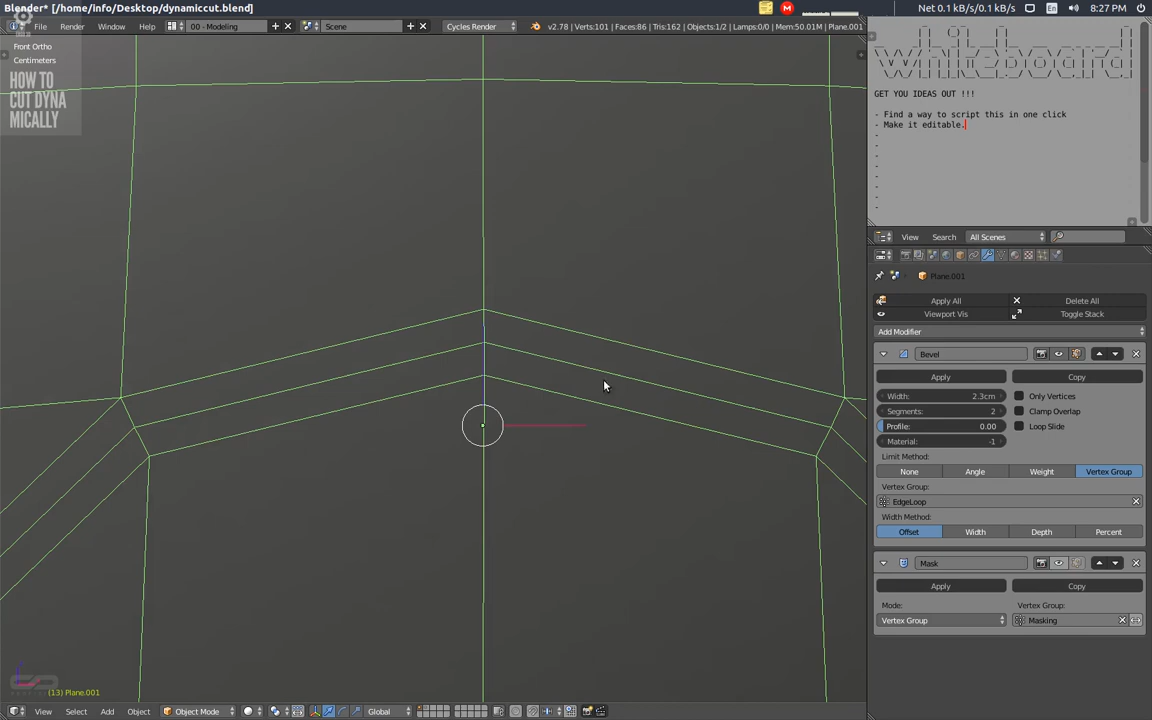 Blender* [/home/info/Desktop/dynamiccut.blend]
Net 0.1 kB/s/0.1 kB/s En 8:27 PM
File Render Window Help 00 - Modeling Scene Cycles Render v2.78 | Verts:101 | Faces:86 | Tris:162 | Objects:1/2 | Lamps:0/0 | Mem:50.01M | Plane.001
Front Ortho
Centimeters
HOW TO
CUT DYNA
MICALLY
whiteboard
GET YOU IDEAS OUT !!!
- Find a way to script this in one click
- Make it editable.
-
-
-
-
-
-
-
-
View Search All Scenes
Plane.001
Apply All Delete All
Viewport Vis Toggle Stack
Add Modifier
Bevel
Apply Copy
Width: 2.3cm Only Vertices
Segments: 2 Clamp Overlap
Profile: 0.00 Loop Slide
Material: -1
Limit Method:
None Angle Weight Vertex Group
Vertex Group:
EdgeLoop
Width Method:
Offset Width Depth Percent
Mask
Apply Copy
Mode: Vertex Group:
Vertex Group Masking
(13) Plane.001
View Select Add Object Object Mode Global